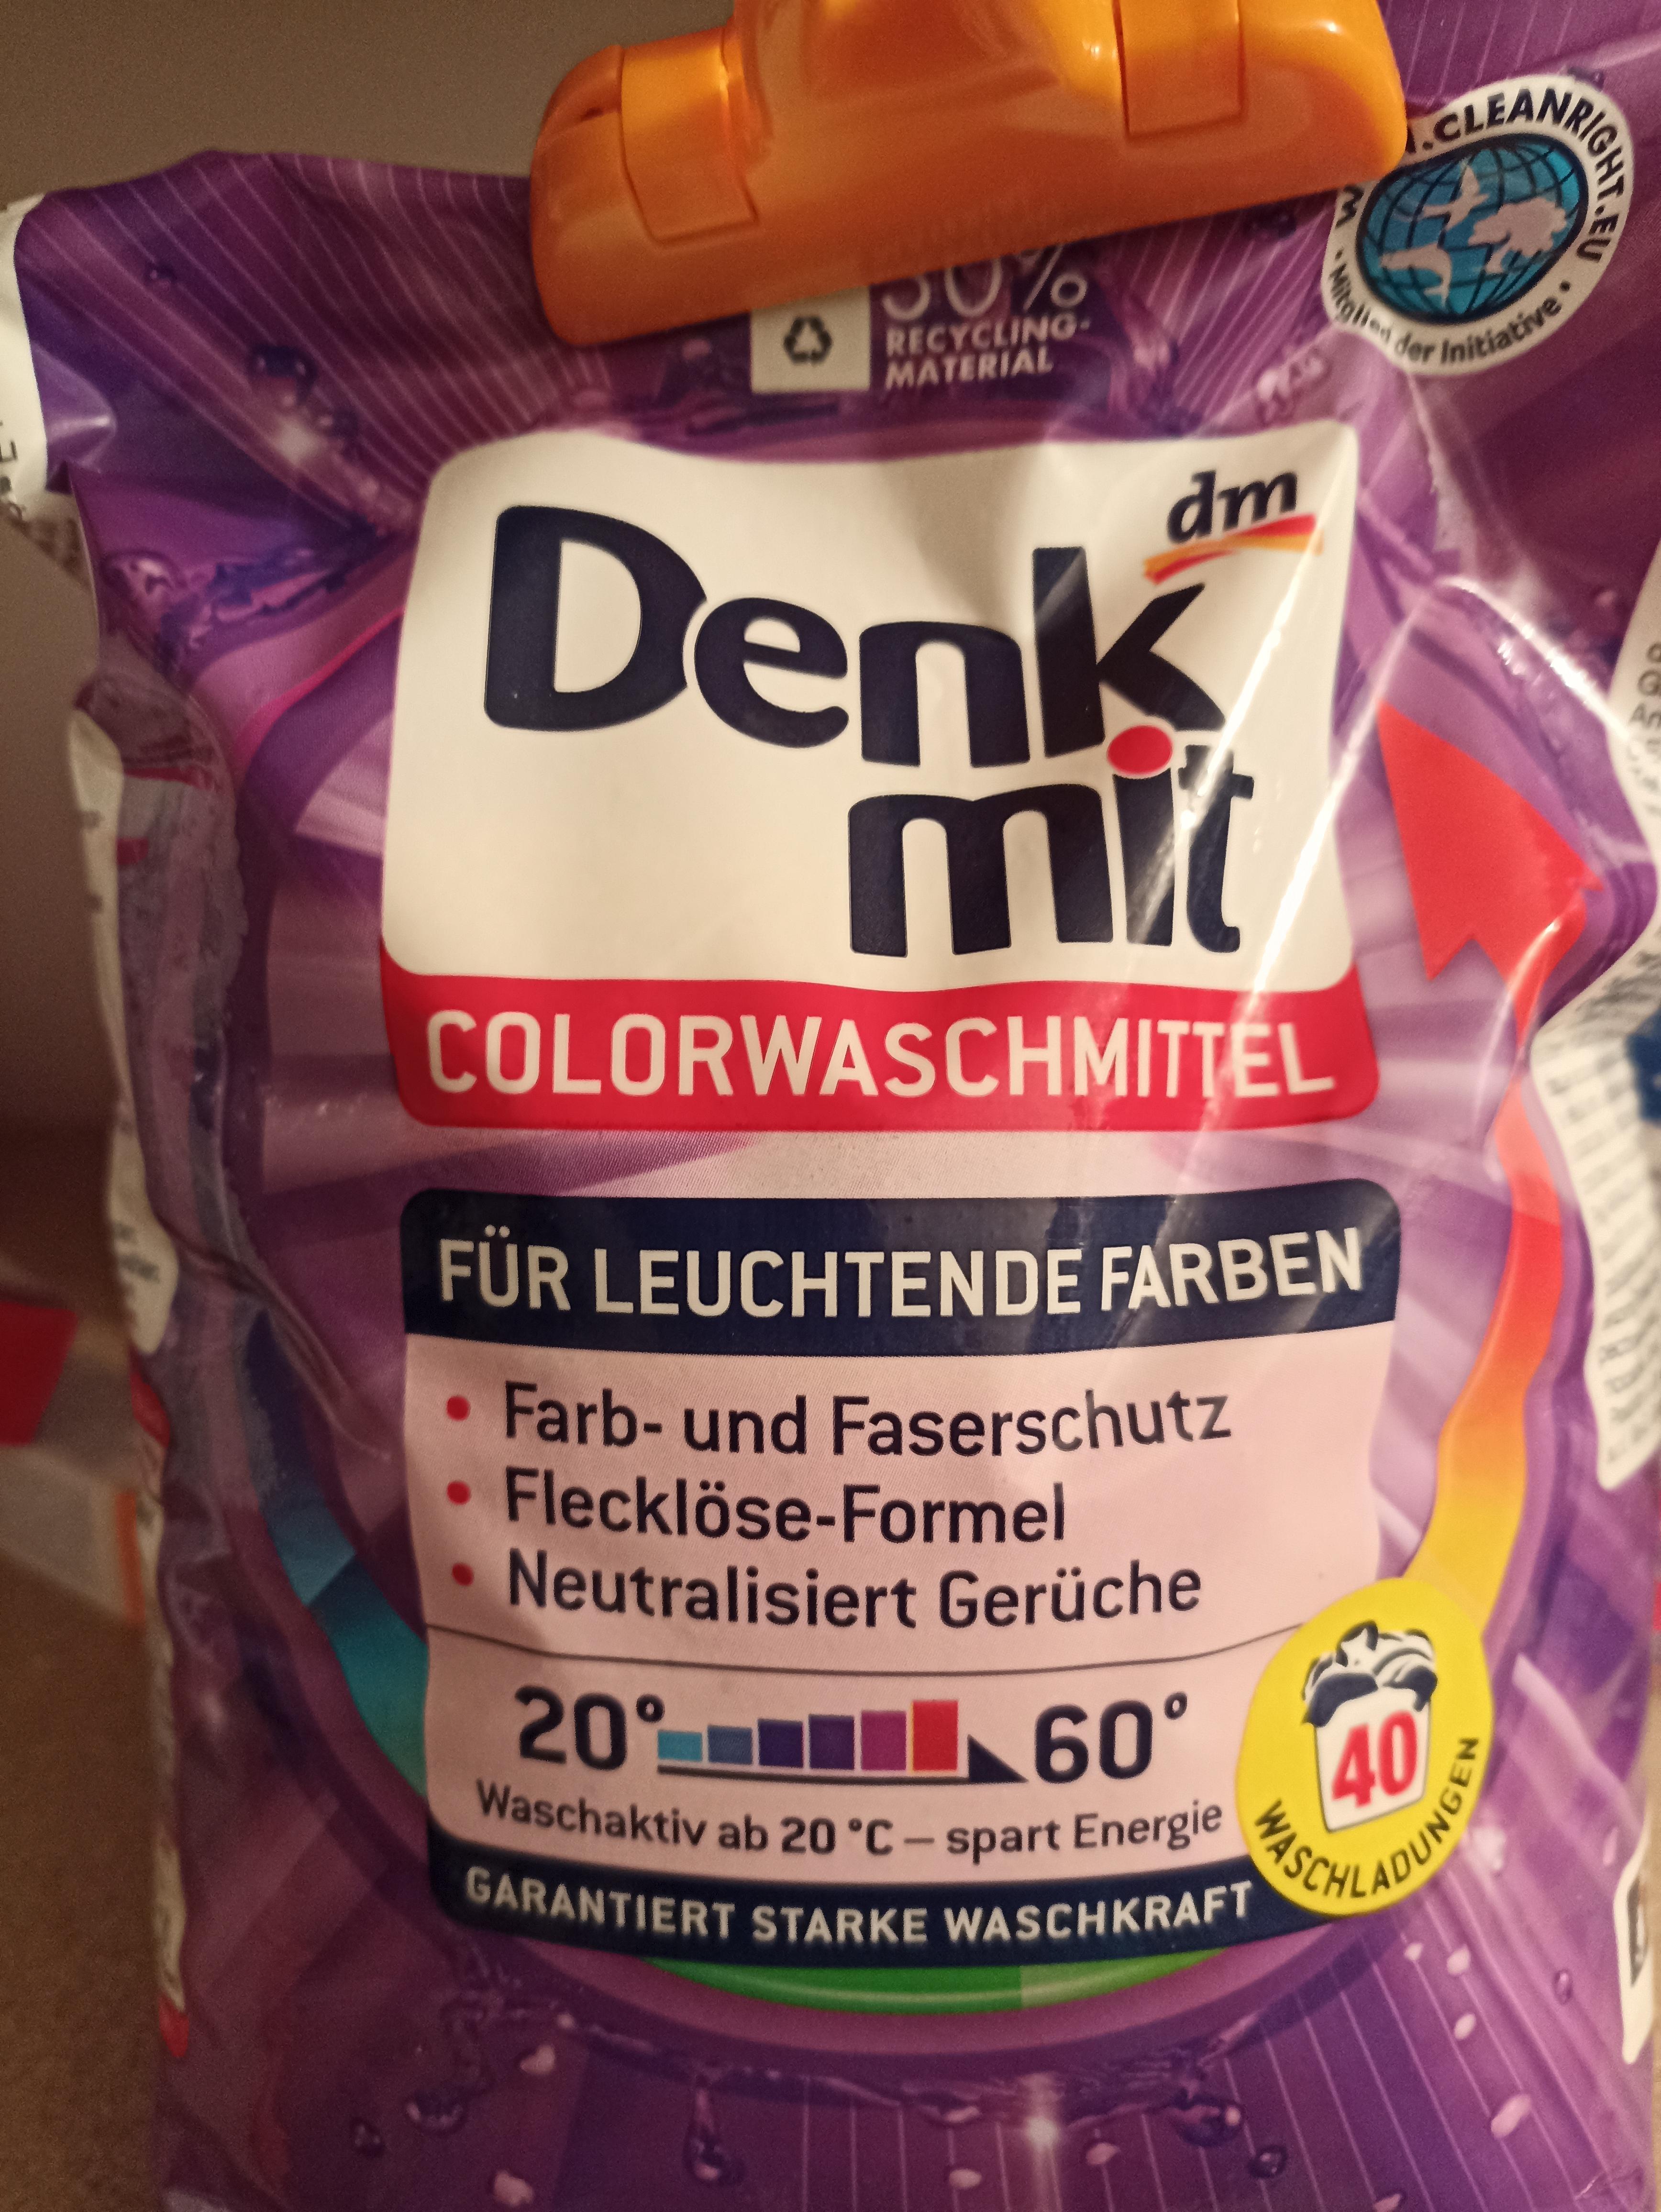 .CLEANRIGHT.EU
Mitglied der Initiative
30%
RECYCLING-
MATERIAL
dm
Denk
mit
COLORWASCHMITTEL
FÜR LEUCHTENDE FARBEN
• Farb- und Faserschutz
• Flecklöse-Formel
• Neutralisiert Gerüche
20° 60°
Waschaktiv ab 20 °C – spart Energie
40
WASCHLADUNGEN
GARANTIERT STARKE WASCHKRAFT